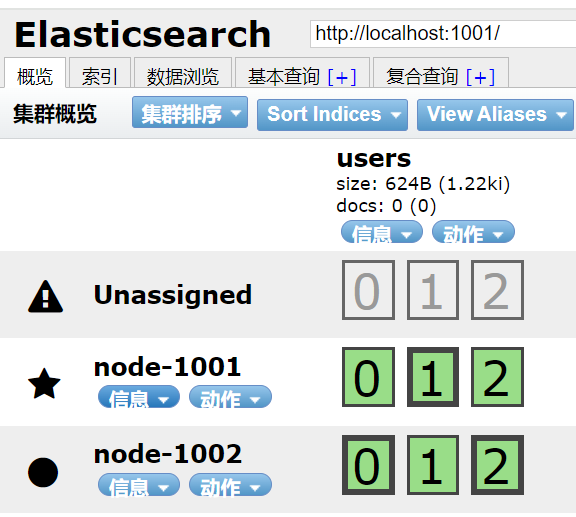 Elasticsearch
http://localhost:1001/
概览 索引 数据浏览 基本查询 [+] 复合查询 [+]
集群概览 集群排序 Sort Indices View Aliases
users
size: 624B (1.22ki)
docs: 0 (0)
信息 动作
Unassigned 0 1 2
node-1001
信息 动作
0 1 2
node-1002
信息 动作
0 1 2